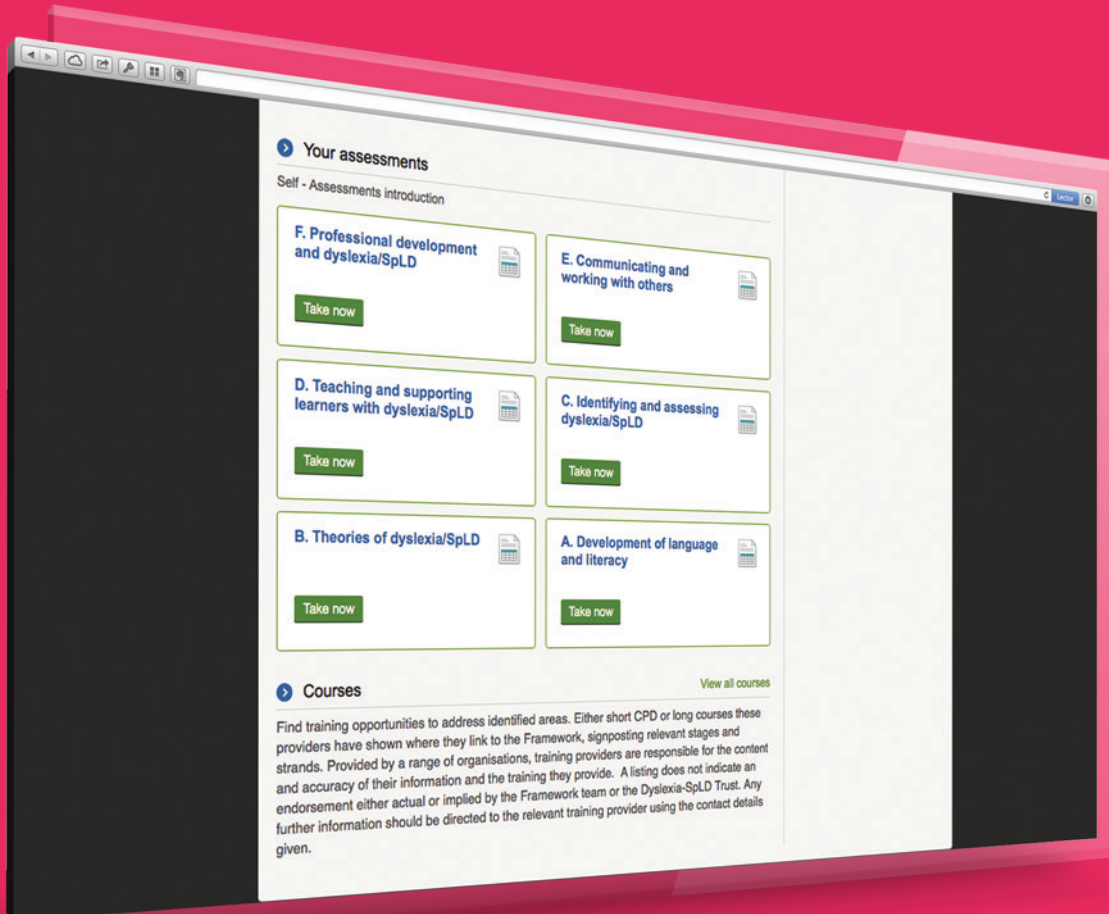 Lector
Your assessments
Self - Assessments introduction
F. Professional development
and dyslexia/SpLD
Take now
E. Communicating and
working with others
Take now
D. Teaching and supporting
learners with dyslexia/SpLD
Take now
C. Identifying and assessing
dyslexia/SpLD
Take now
B. Theories of dyslexia/SpLD
Take now
A. Development of language
and literacy
Take now
Courses
View all courses
Find training opportunities to address identified areas. Either short CPD or long courses these
providers have shown where they link to the Framework, signposting relevant stages and
strands. Provided by a range of organisations, training providers are responsible for the content
and accuracy of their information and the training they provide. A listing does not indicate an
endorsement either actual or implied by the Framework team or the Dyslexia-SpLD Trust. Any
further information should be directed to the relevant training provider using the contact details
given.